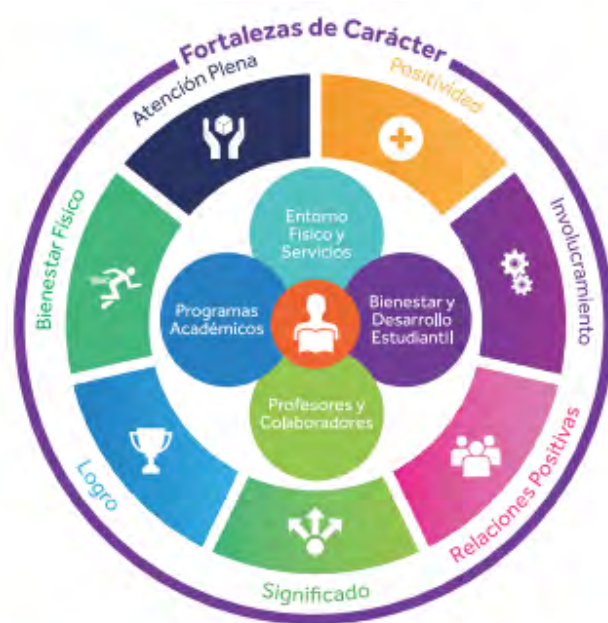 Fortalezas de Carácter
Atención Plena
Positividad
Bienestar Físico
Involucramiento
Entorno
Físico y
Servicios
Programas
Académicos
Bienestar y
Desarrollo
Estudiantil
Profesores y
Colaboradores
Logro
Relaciones Positivas
Significado